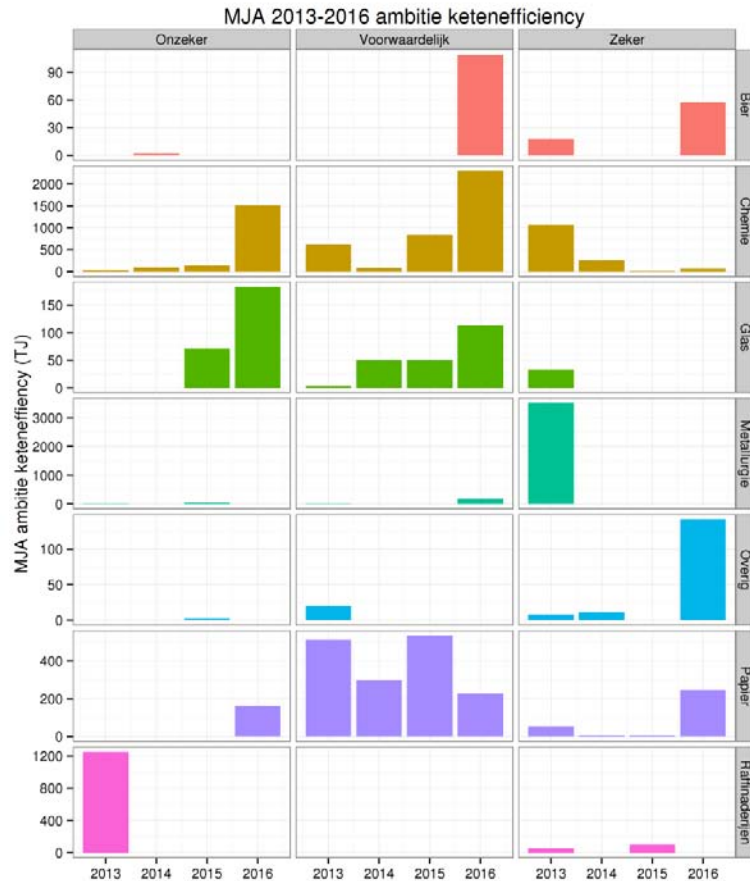 MJA 2013-2016 ambitie ketenefficiency
Onzeker
Voorwaardelijk
Zeker
MJA ambitie keteneffiency (TJ)
90
60
30
0
Bier
2000
1500
1000
500
0
Chemie
150
100
50
0
Glas
3000
2000
1000
0
Metallurgie
100
50
0
Overig
400
200
0
Papier
1200
800
400
0
Raffinaderijen
2013 2014 2015 2016 2013 2014 2015 2016 2013 2014 2015 2016